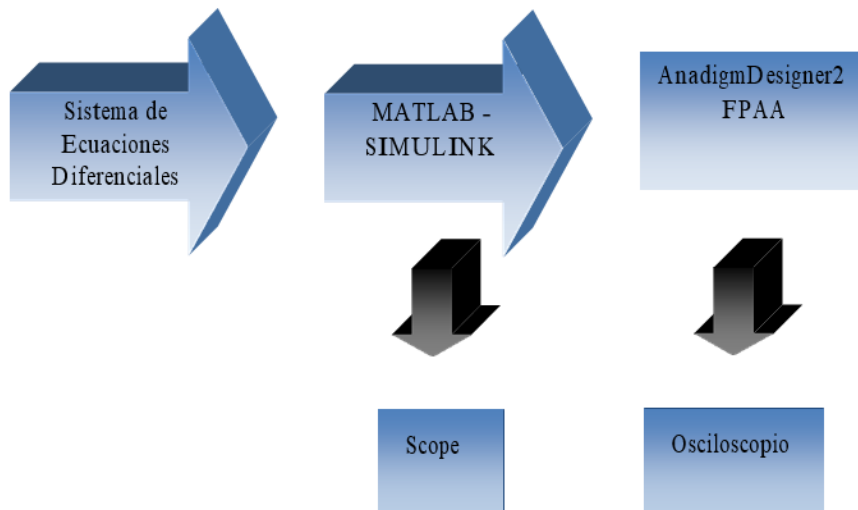 Sistema de
Ecuaciones
Diferenciales
MATLAB -
SIMULINK
AnadigmDesigner2
FPAA
Scope
Osciloscopio